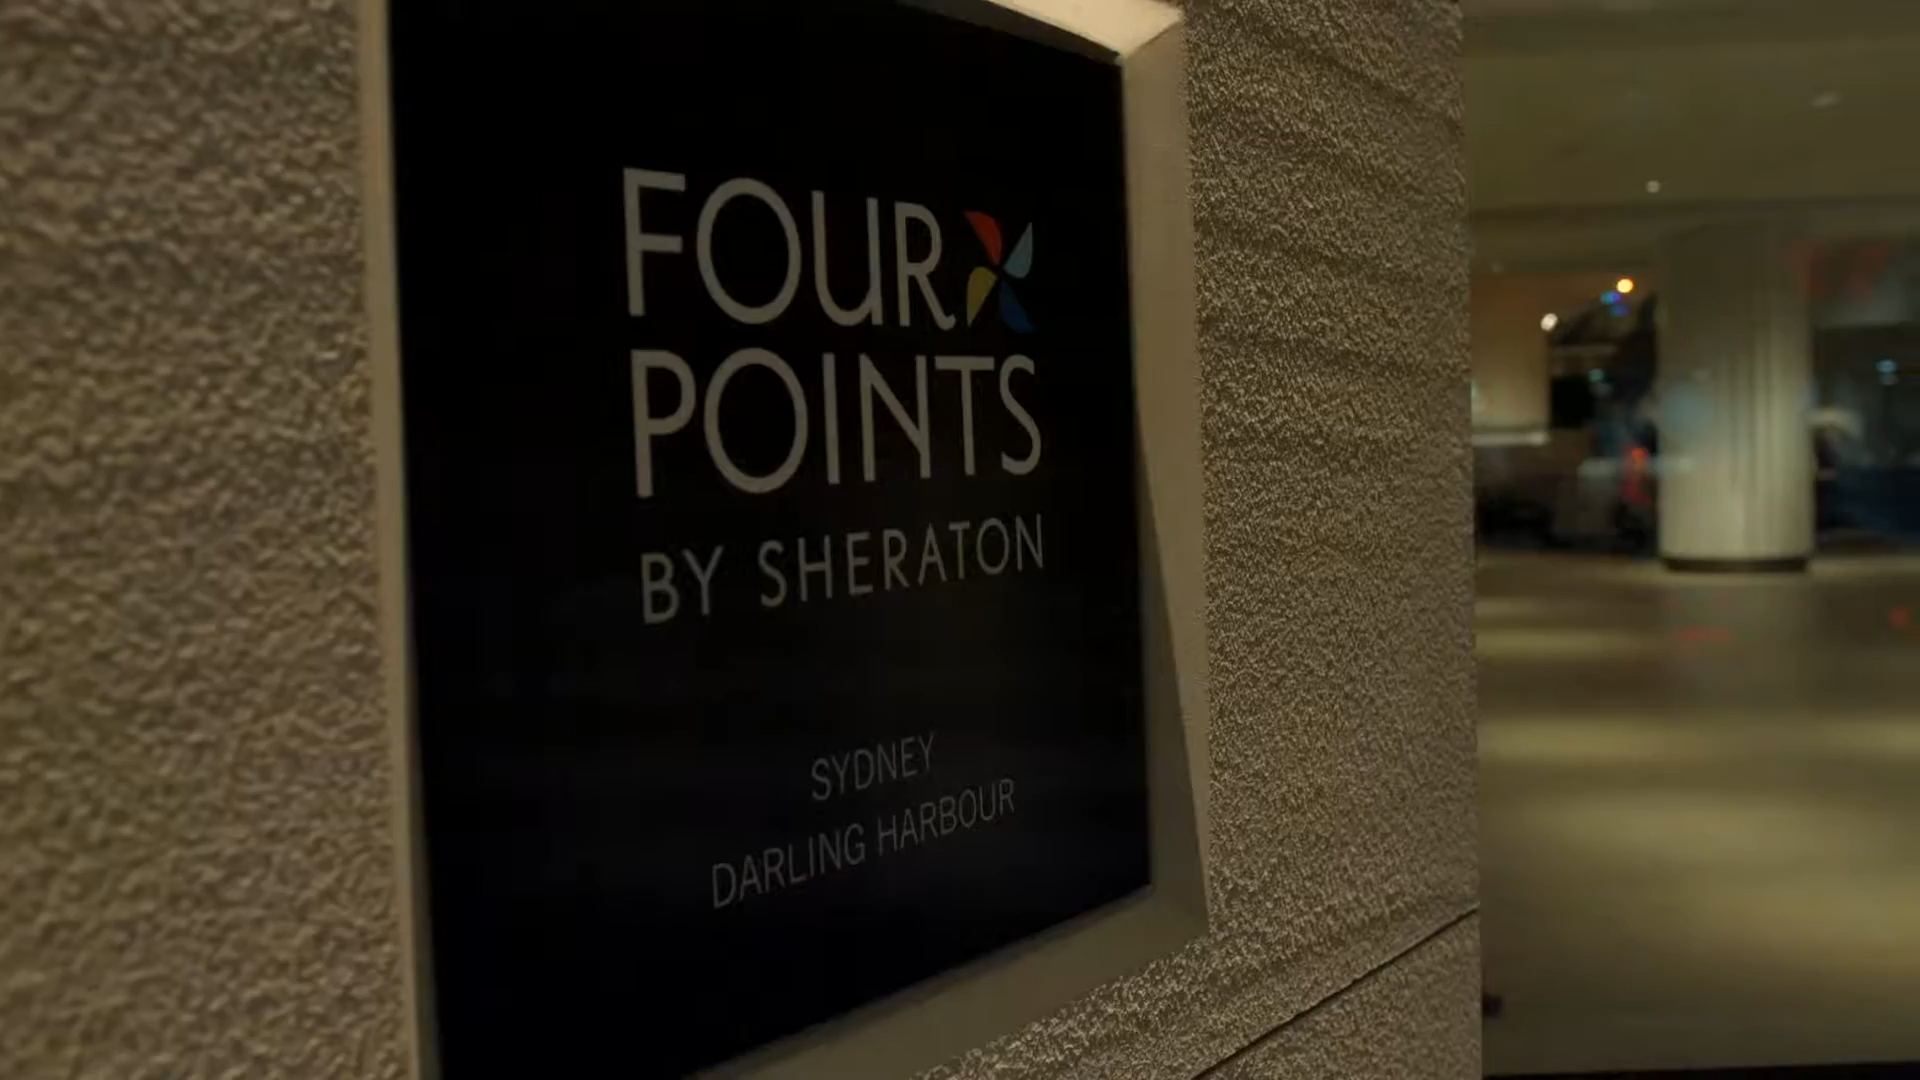 FOUR
POINTS
BY SHERATON
SYDNEY
DARLING HARBOUR